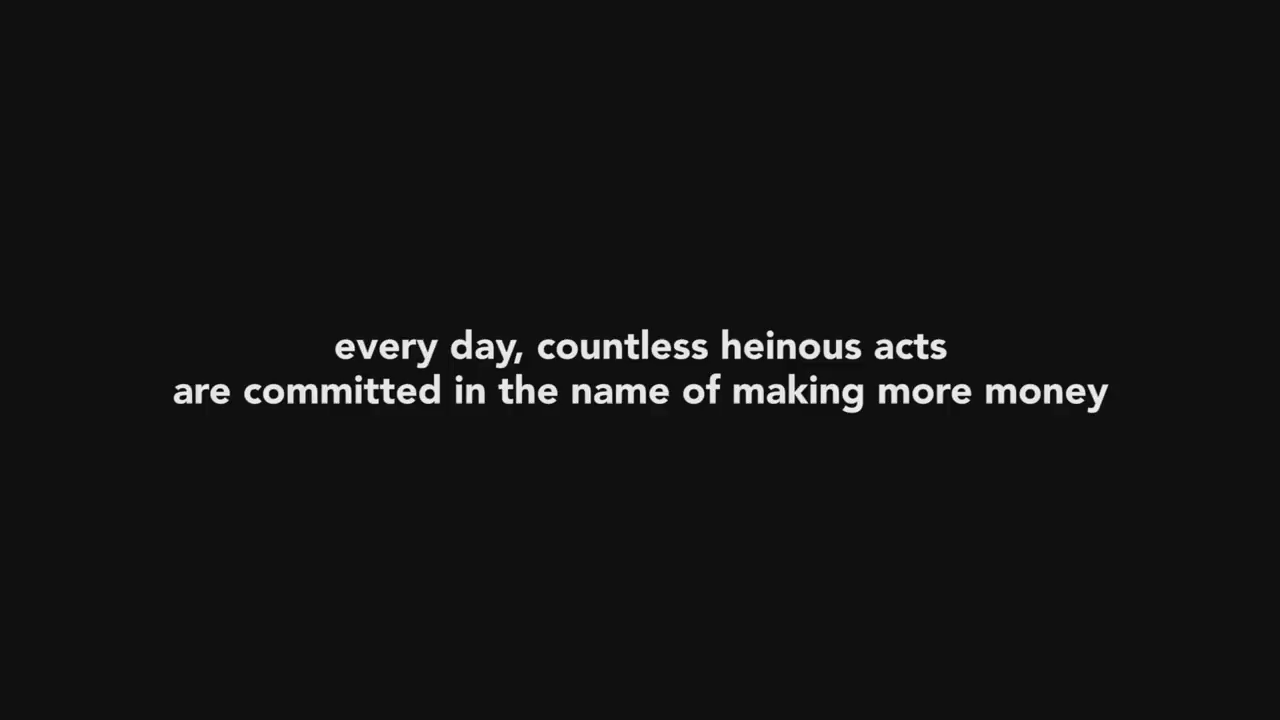 every day, countless heinous acts
are committed in the name of making more money